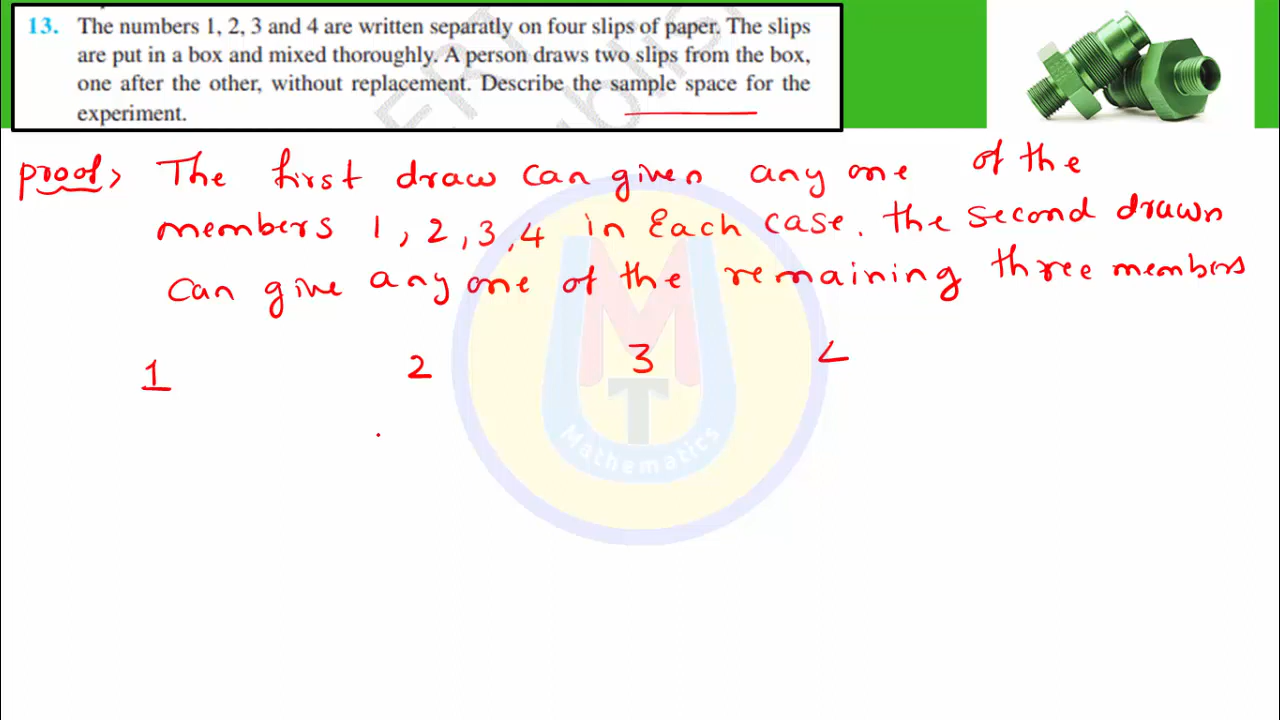 13. The numbers 1, 2, 3 and 4 are written separatly on four slips of paper. The slips
are put in a box and mixed thoroughly. A person draws two slips from the box,
one after the other, without replacement. Describe the sample space for the
experiment.
proof> The first draw can given any one of the
members 1, 2, 3, 4 in Each case. the second drawn
can give any one of the remaining three members
1 2 3
U M T
Mathematics